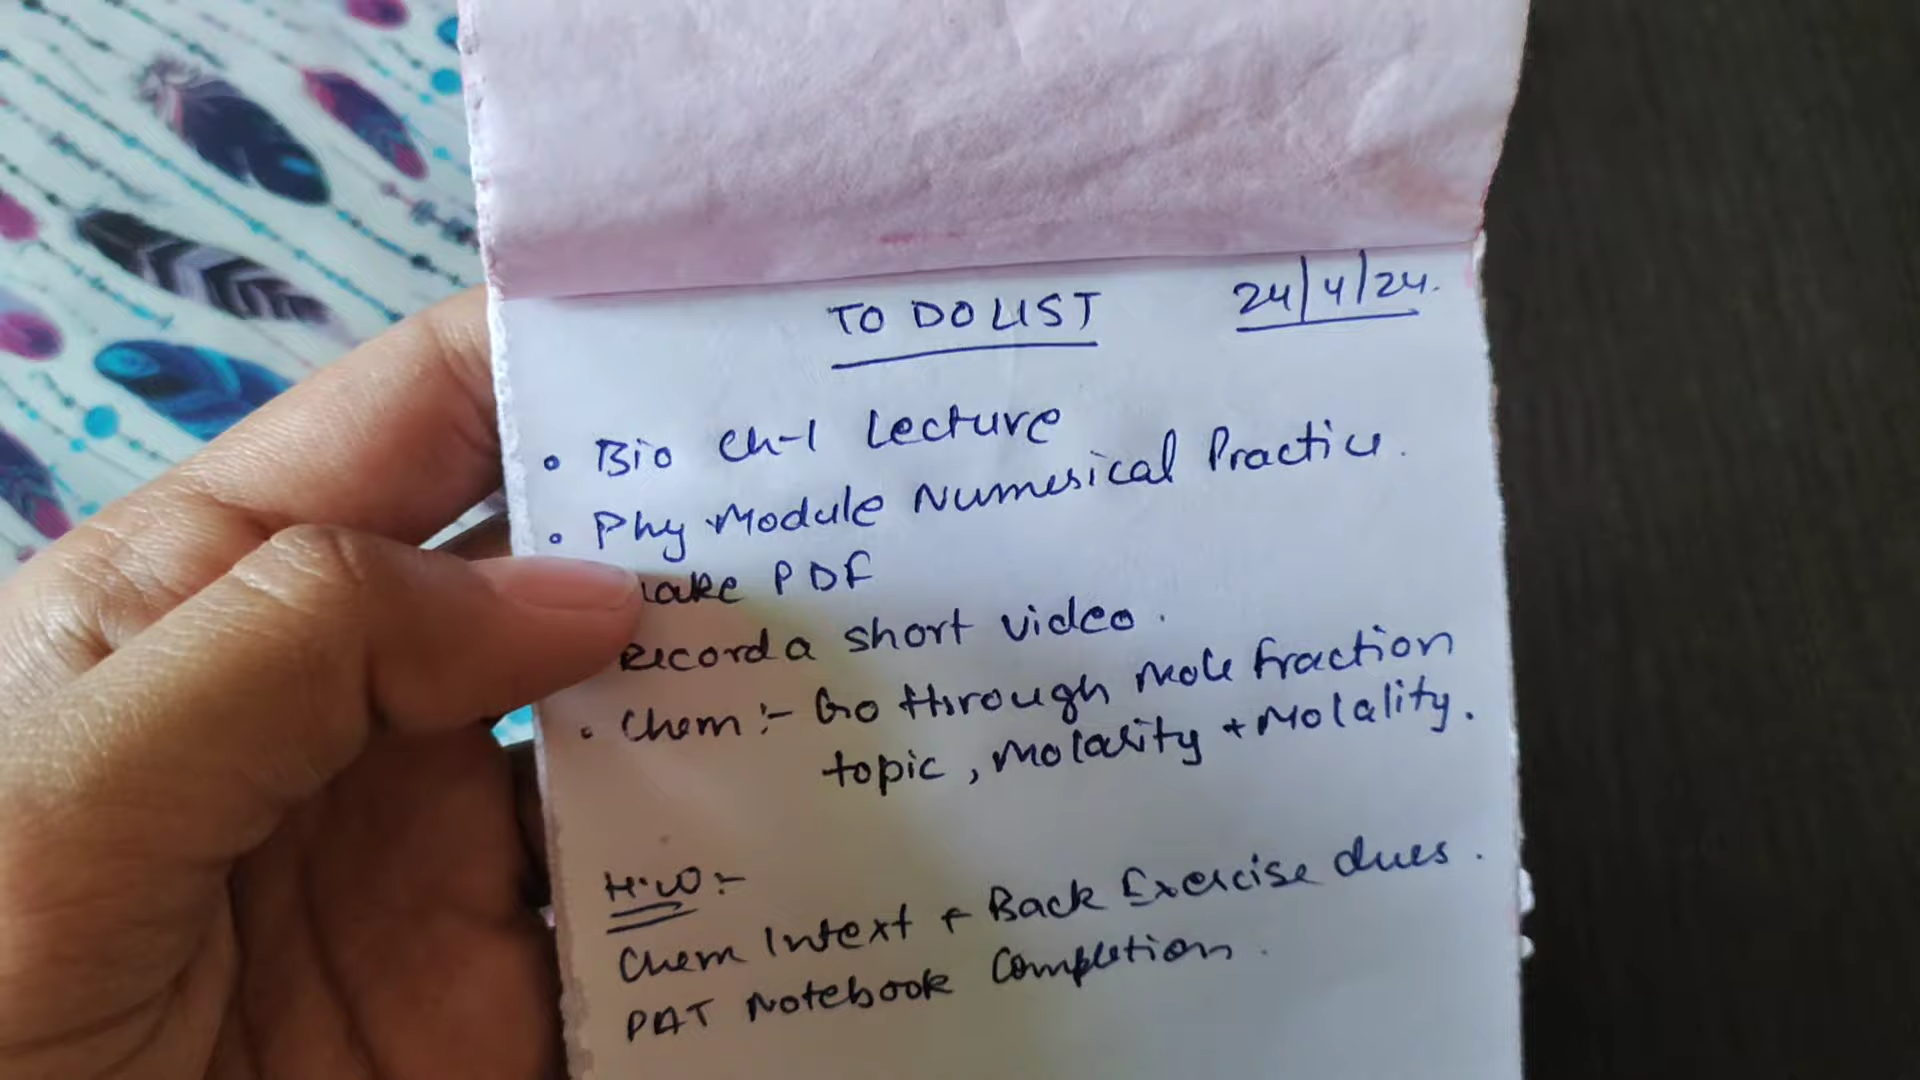 TO DO LIST 24/4/24.
• Bio Ch-1 Lecture
• Phy Module Numerical Practice.
PDF
Record a short video.
• Chem :- Go through mole fraction
topic, Molarity + Molality.
H.W :-
Chem Intext + Back Exercise dues.
PAT Notebook Completion.